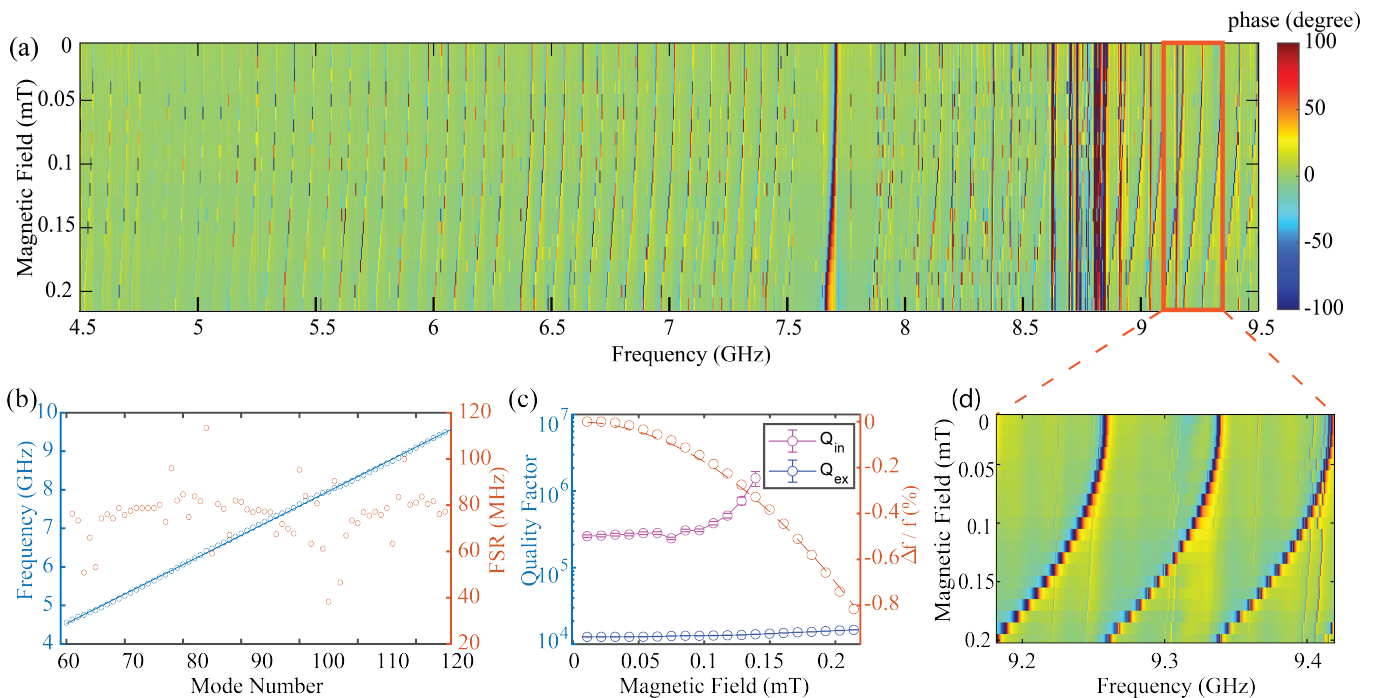 phase (degree)
(a)
Magnetic Field (mT)
0
0.05
0.1
0.15
0.2
4.5 5 5.5 6 6.5 7 7.5 8 8.5 9 9.5
Frequency (GHz)
100
50
0
-50
-100
(b)
Frequency (GHz)
10
9
8
7
6
5
4
60 70 80 90 100 110 120
Mode Number
120
100
80
60
40
20
FSR (MHz)
(c)
Quality Factor
10^7
10^6
10^5
10^4
Q_in
Q_ex
0 0.05 0.1 0.15 0.2
Magnetic Field (mT)
0
-0.2
-0.4
-0.6
-0.8
Δf / f (%)
(d)
Magnetic Field (mT)
0
0.05
0.1
0.15
0.2
9.2 9.3 9.4
Frequency (GHz)